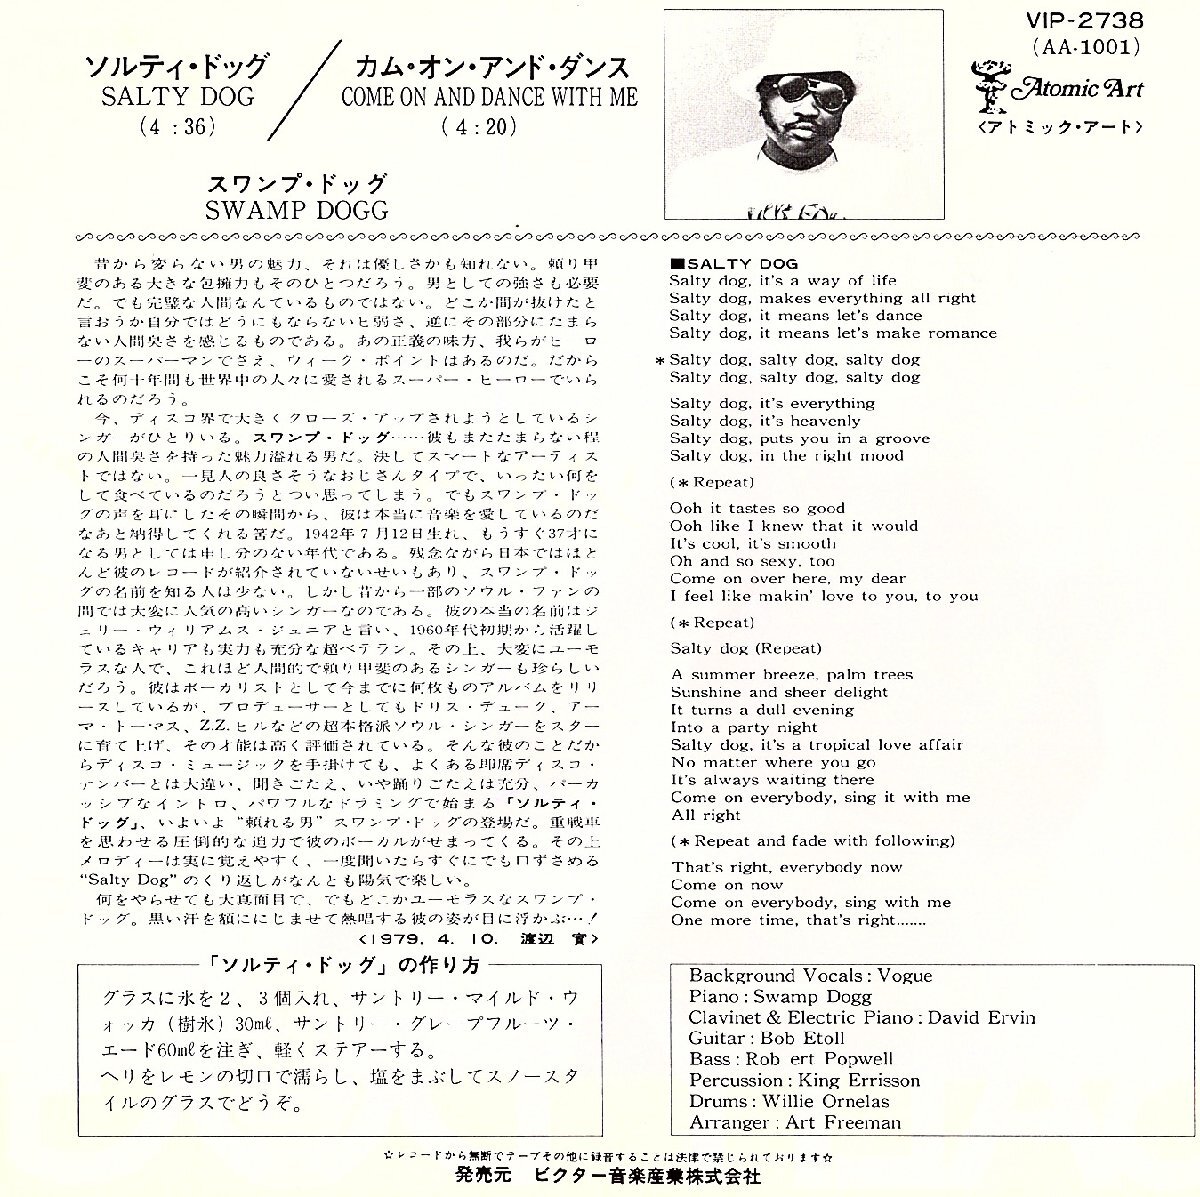 VIP-2738
(AA·1001)
Atomic Art
〈アトミック・アート〉
ソルティ・ドッグ
SALTY DOG
(4 : 36)
カム・オン・アンド・ダンス
COME ON AND DANCE WITH ME
(4 : 20)
スワンプ・ドッグ
SWAMP DOGG
昔から変らない男の魅力、それは優しさかも知れない。頼り甲
斐のある大きな包擁力もそのひとつだろう。男としての強さも必要
だ。でも完璧な人間なんているものではない。どこか間が抜けたと
言おうか自分ではどうにもならないヒ弱さ、逆にその部分にたまら
ない人間臭さを感じるものである。あの正義の味方、我らがヒーロ
ーのスーパーマンでさえ、ウィーク・ポイントはあるのだ。だから
こそ何十年間も世界中の人々に愛されるスーパー・ヒーローでいら
れるのだろう。
今、ディスコ界で大きくクローズ・アップされようとしているシ
ンガーがひとりいる。スワンプ・ドッグ……彼もまたたまらない程
の人間臭さを持った魅力溢れる男だ。決してスマートなアーティス
トではない。一見人の良さそうなおじさんタイプで、いったい何を
して食べているのだろうとつい思ってしまう。でもスワンプ・ドッ
グの声を耳にしたその瞬間から、彼は本当に音楽を愛しているのだ
なあと納得してくれる筈だ。1942年7月12日生れ、もうすぐ37才に
なる男としては申し分のない年代である。残念ながら日本ではほと
んど彼のレコードが紹介されていないせいもあり、スワンプ・ドッ
グの名前を知る人は少ない。しかし昔から一部のソウル・ファンの
間では大変に人気の高いシンガーなのである。彼の本当の名前はジ
ェリー・ウィリアムス・ジュニアと言い、1960年代初期から活躍し
ているキャリアも実力も充分な超ベテラン。その上、大変にユーモ
ラスな人で、これほど人間的で頼り甲斐のあるシンガーも珍らしい
だろう。彼はボーカリストとして今までに何枚ものアルバムをリリ
ースしているが、プロデューサーとしてもドリス・デューク、アー
マ・トーマス、Z.Z.ヒルなどの超本格派ソウル・シンガーをスター
に育て上げ、その才能は高く評価されている。そんな彼のことだか
らディスコ・ミュージックを手掛けても、よくある即席ディスコ・
ナンバーとは大違い、聞きごたえ、いや踊りごたえは充分、パーカ
ッシブなイントロ、パワフルなドラミングで始まる「ソルティ・
ドッグ」、いよいよ“頼れる男”スワンプ・ドッグの登場だ。重戦車
を思わせる圧倒的な迫力で彼のボーカルがせまってくる。その上
メロディーは実に覚えやすく、一度聞いたらすぐにでも口ずさめる
“Salty Dog”のくり返しがなんとも陽気で楽しい。
何をやらせても大真面目で、でもどこかユーモラスなスワンプ・
ドッグ。黒い汗を額ににじませて熱唱する彼の姿が目に浮かぶ…！
〈1979. 4. 10. 渡辺 實〉
「ソルティ・ドッグ」の作り方
グラスに氷を2、3個入れ、サントリー・マイルド・ウ
ォッカ(樹氷)30mℓ、サントリー・グレープフルーツ・
エード60mℓを注ぎ、軽くステアーする。
ヘリをレモンの切口で濡らし、塩をまぶしてスノースタ
イルのグラスでどうぞ。
■SALTY DOG
Salty dog, it's a way of life
Salty dog, makes everything all right
Salty dog, it means let's dance
Salty dog, it means let's make romance
*Salty dog, salty dog, salty dog
Salty dog, salty dog, salty dog
Salty dog, it's everything
Salty dog, it's heavenly
Salty dog, puts you in a groove
Salty dog, in the right mood
(* Repeat)
Ooh it tastes so good
Ooh like I knew that it would
It's cool, it's smooth
Oh and so sexy, too
Come on over here, my dear
I feel like makin' love to you, to you
(* Repeat)
Salty dog (Repeat)
A summer breeze, palm trees
Sunshine and sheer delight
It turns a dull evening
Into a party night
Salty dog, it's a tropical love affair
No matter where you go
It's always waiting there
Come on everybody, sing it with me
All right
(* Repeat and fade with following)
That's right, everybody now
Come on now
Come on everybody, sing with me
One more time, that's right.......
Background Vocals : Vogue
Piano : Swamp Dogg
Clavinet & Electric Piano : David Ervin
Guitar : Bob Etoll
Bass : Rob ert Popwell
Percussion : King Errisson
Drums : Willie Ornelas
Arranger : Art Freeman
☆レコードから無断でテープその他に録音することは法律で禁じられております☆
発売元 ビクター音楽産業株式会社